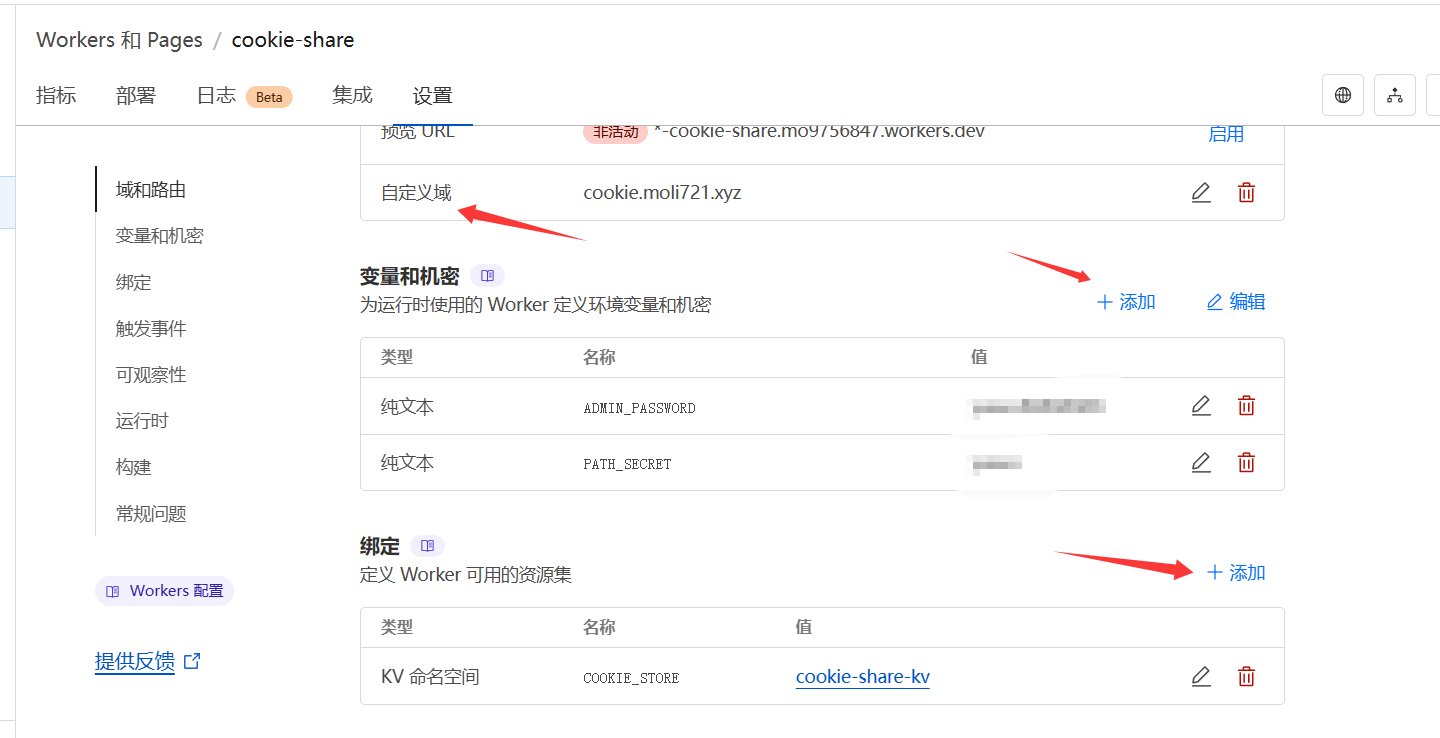 Workers 和 Pages / cookie-share
指标 部署 日志 Beta 集成 设置
预览 URL 非活动 *-cookie-share.mo9756847.workers.dev 启用
自定义域 cookie.moli721.xyz
域和路由
变量和机密
绑定
触发事件
可观察性
运行时
构建
常规问题
Workers 配置
提供反馈
变量和机密
为运行时使用的 Worker 定义环境变量和机密
添加 编辑
类型 名称 值
纯文本 ADMIN_PASSWORD
纯文本 PATH_SECRET
绑定
定义 Worker 可用的资源集
添加
类型 名称 值
KV 命名空间 COOKIE_STORE cookie-share-kv